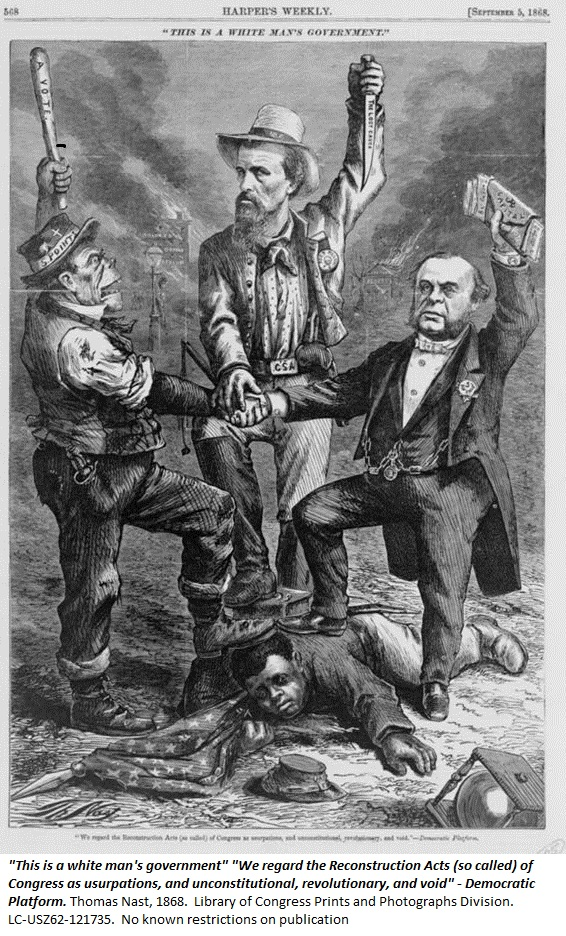 568
HARPER'S WEEKLY.
[SEPTEMBER 5, 1868.
"THIS IS A WHITE MAN'S GOVERNMENT."
A VOTE
THE LOST CAUSE
5 POINTS
CSA
"We regard the Reconstruction Acts (so called) of Congress as usurpations, and unconstitutional, revolutionary, and void."—Democratic Platform.
"This is a white man's government" "We regard the Reconstruction Acts (so called) of
Congress as usurpations, and unconstitutional, revolutionary, and void" - Democratic
Platform. Thomas Nast, 1868. Library of Congress Prints and Photographs Division.
LC-USZ62-121735. No known restrictions on publication